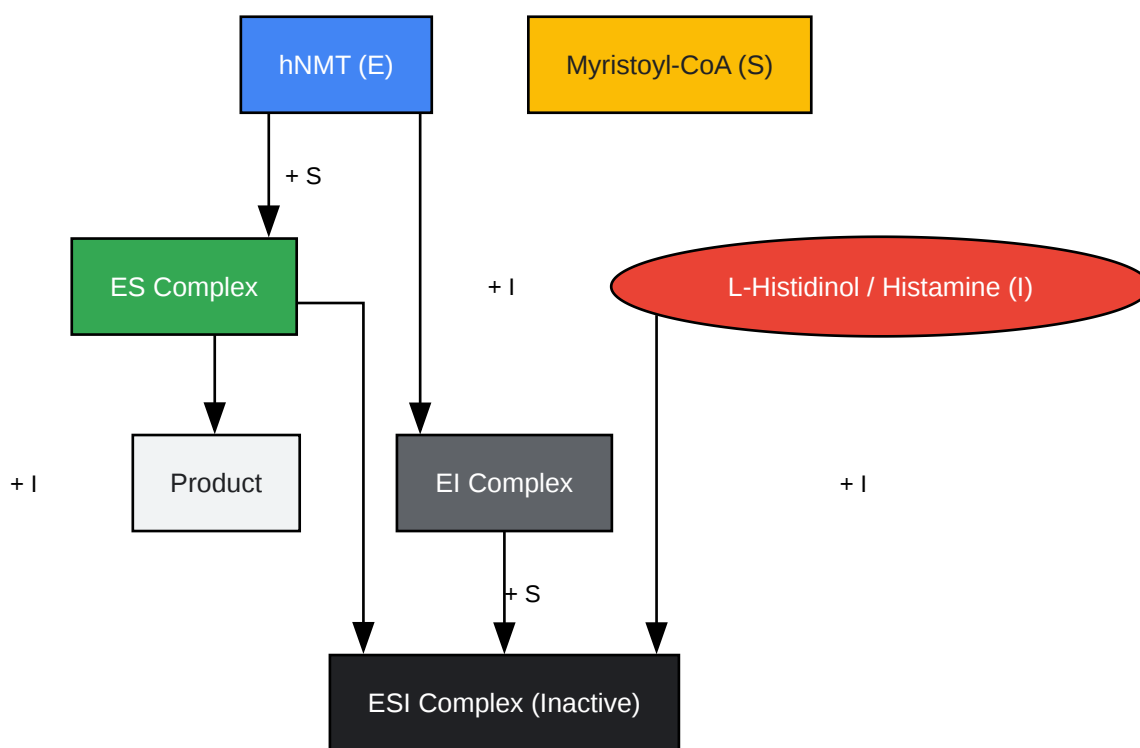 hNMT (E)
Myristoyl-CoA (S)
+ S
ES Complex
+ I
L-Histidinol / Histamine (I)
+ I
Product
EI Complex
+ I
+ S
ESI Complex (Inactive)